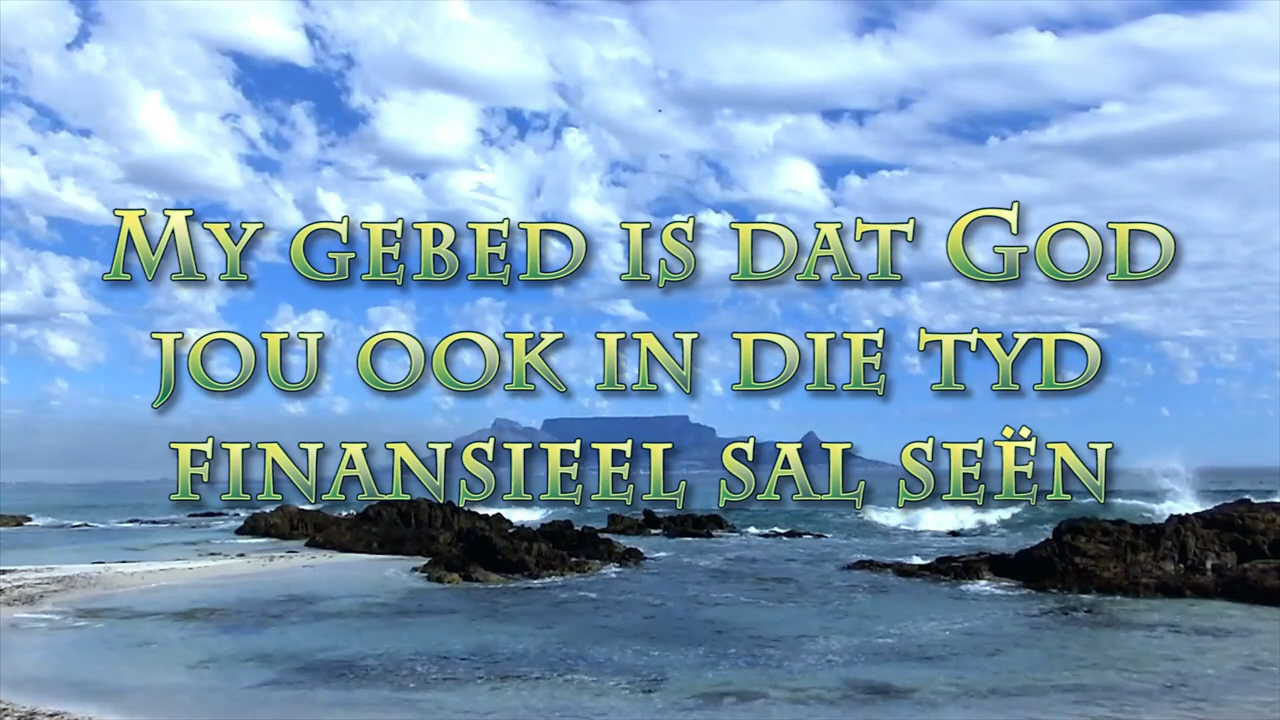 My gebed is dat God
jou ook in die tyd
finansieel sal seën